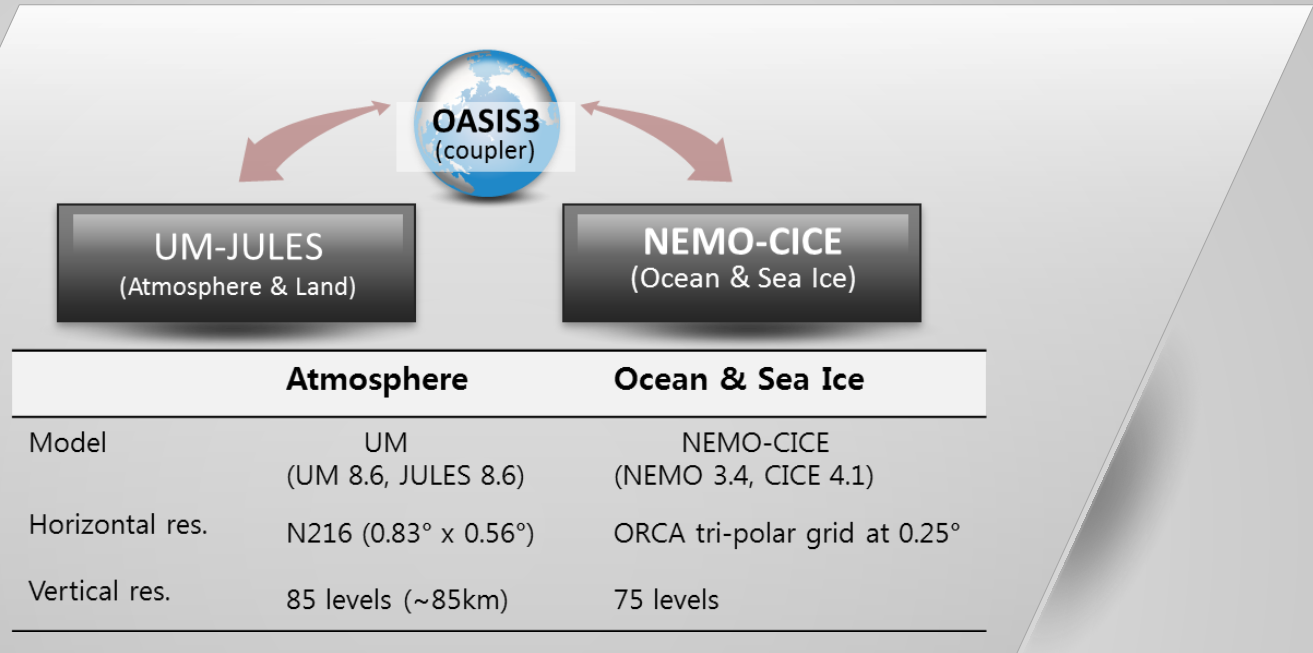 OASIS3
(coupler)
UM-JULES
(Atmosphere & Land)
NEMO-CICE
(Ocean & Sea Ice)
Atmosphere Ocean & Sea Ice
Model UM NEMO-CICE
(UM 8.6, JULES 8.6) (NEMO 3.4, CICE 4.1)
Horizontal res. N216 (0.83° x 0.56°) ORCA tri-polar grid at 0.25°
Vertical res. 85 levels (~85km) 75 levels